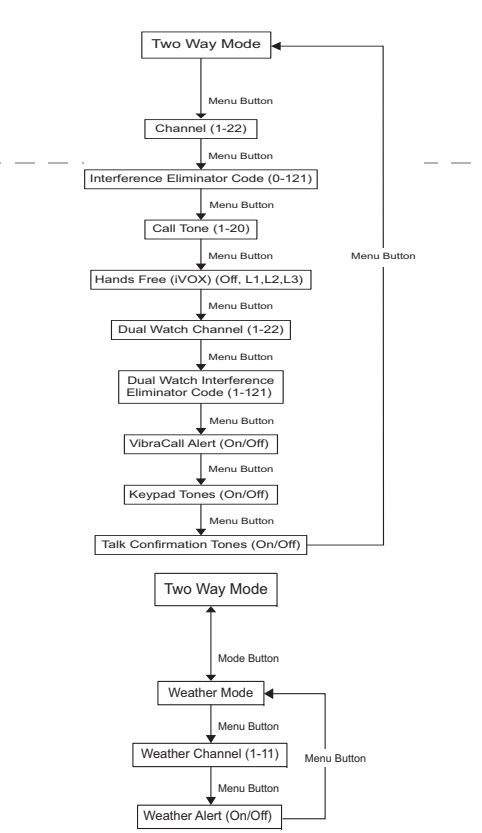 Two Way Mode
Menu Button
Channel (1-22)
Menu Button
Interference Eliminator Code (0-121)
Menu Button
Call Tone (1-20)
Menu Button
Menu Button
Hands Free (iVOX) (Off, L1,L2,L3)
Menu Button
Dual Watch Channel (1-22)
Menu Button
Dual Watch Interference
Eliminator Code (1-121)
Menu Button
VibraCall Alert (On/Off)
Menu Button
Keypad Tones (On/Off)
Menu Button
Talk Confirmation Tones (On/Off)
Two Way Mode
Mode Button
Weather Mode
Menu Button
Weather Channel (1-11)
Menu Button
Menu Button
Weather Alert (On/Off)